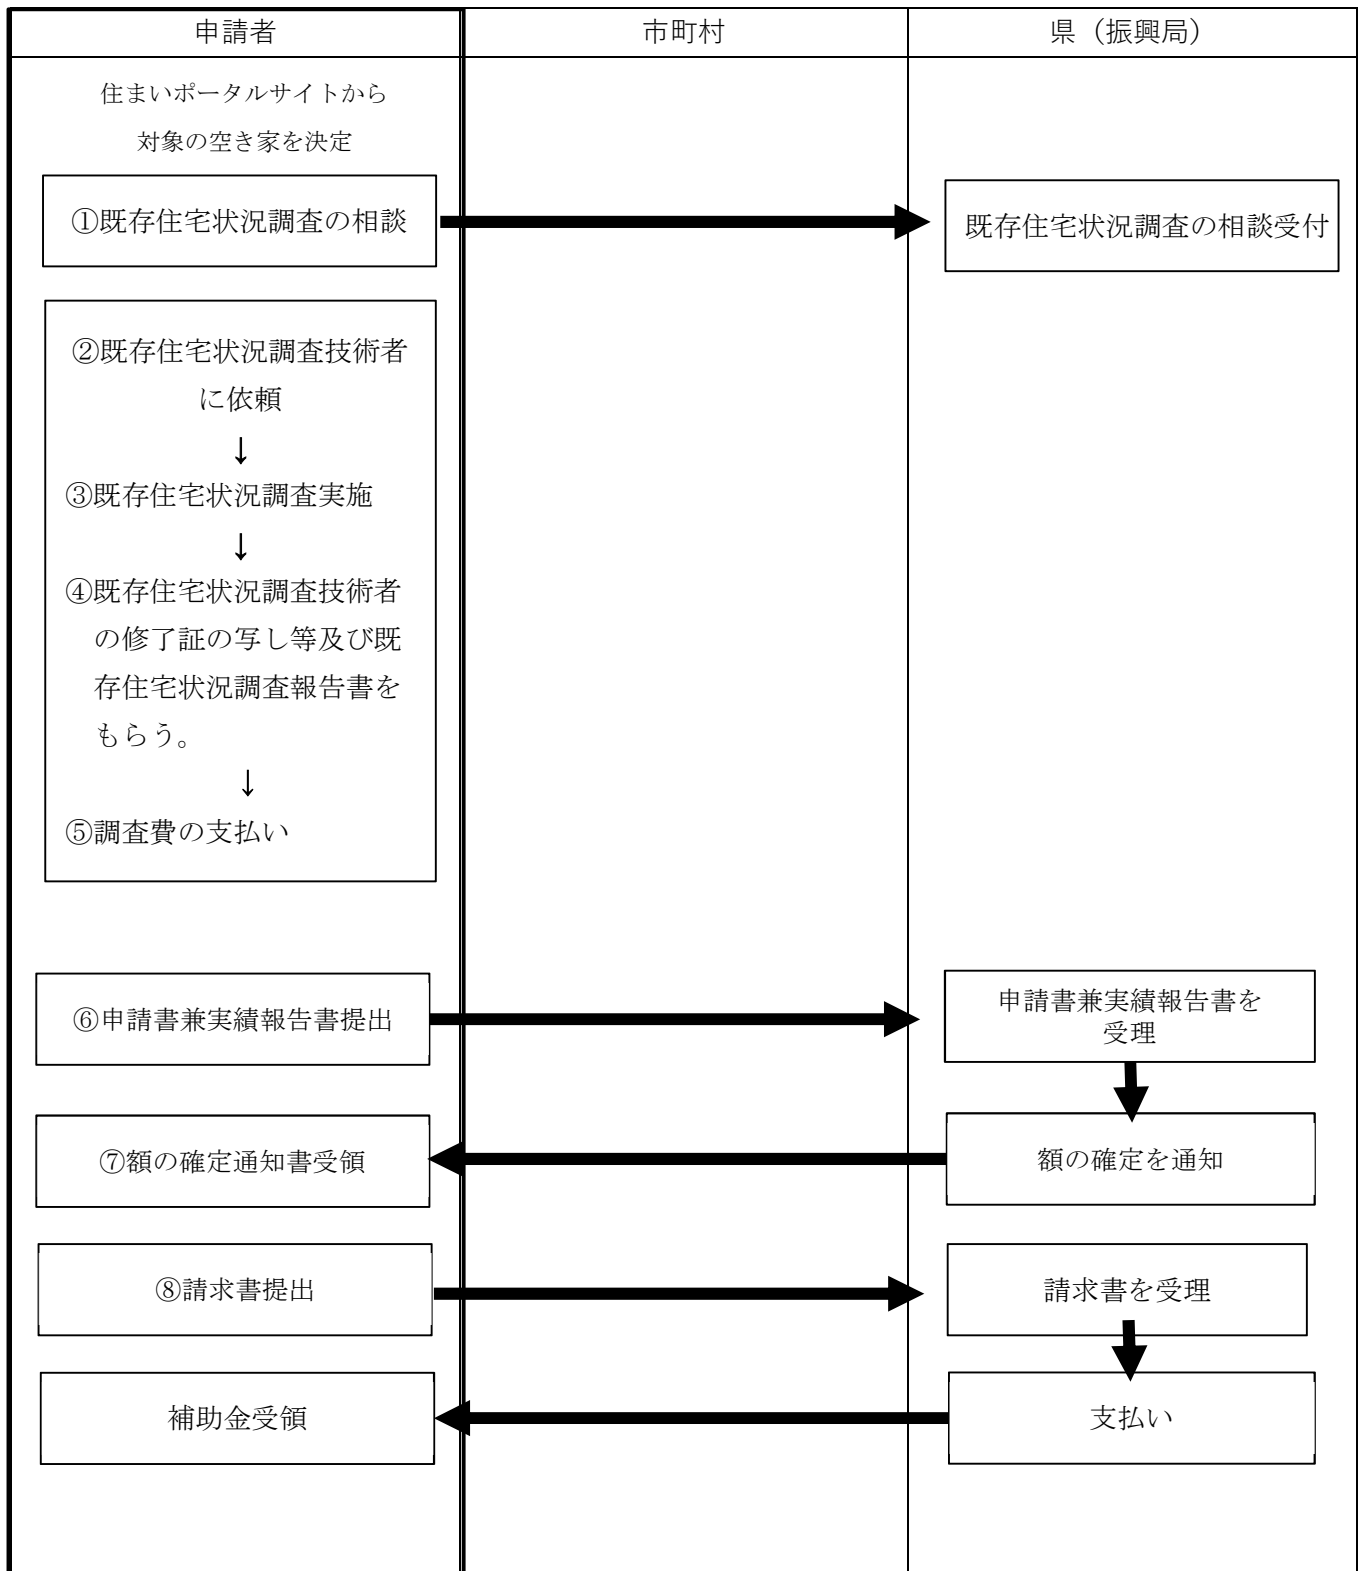 申請者
市町村
県（振興局）
住まいポータルサイトから
対象の空き家を決定
①既存住宅状況調査の相談
既存住宅状況調査の相談受付
②既存住宅状況調査技術者
に依頼
↓
③既存住宅状況調査実施
↓
④既存住宅状況調査技術者
の修了証の写し等及び既
存住宅状況調査報告書を
もらう。
↓
⑤調査費の支払い
⑥申請書兼実績報告書提出
申請書兼実績報告書を
受理
⑦額の確定通知書受領
額の確定を通知
⑧請求書提出
請求書を受理
補助金受領
支払い